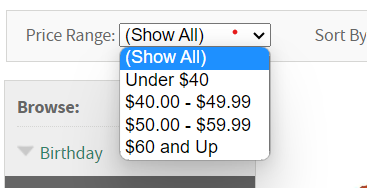 Price Range: (Show All) Sort By
(Show All)
Under $40
$40.00 - $49.99
$50.00 - $59.99
$60 and Up
Browse:
Birthday